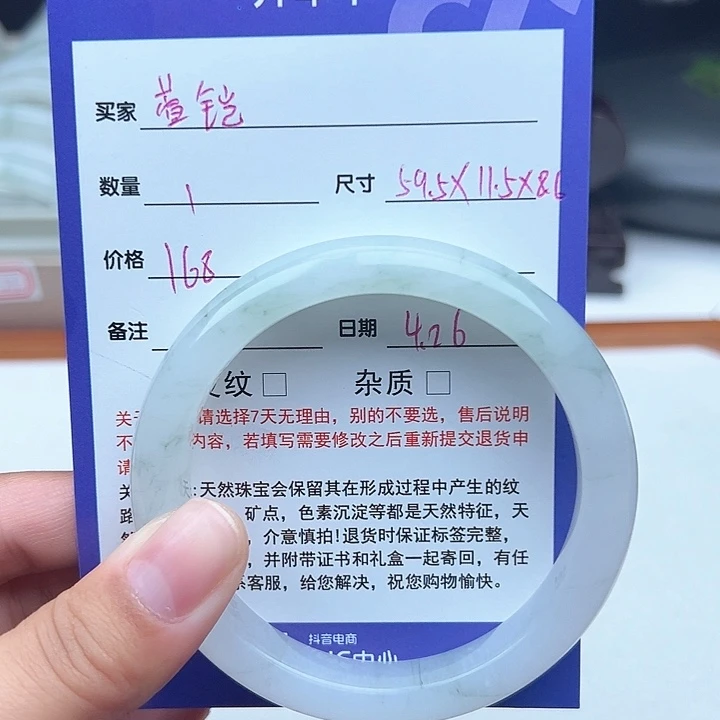 买家 萱铠
数量 1 尺寸 59.5X11.5X8.6
价格 168
备注 日期 4.26
纹□ 杂质□
关 请选择7天无理由，别的不要选，售后说明
不 内容，若填写需要修改之后重新提交退货申
请
关 :天然珠宝会保留其在形成过程中产生的纹
路 矿点，色素沉淀等都是天然特征，天
，介意慎拍!退货时保证标签完整，
，并附带证书和礼盒一起寄回，有任
系客服，给您解决，祝您购物愉快。
抖音电商
中心